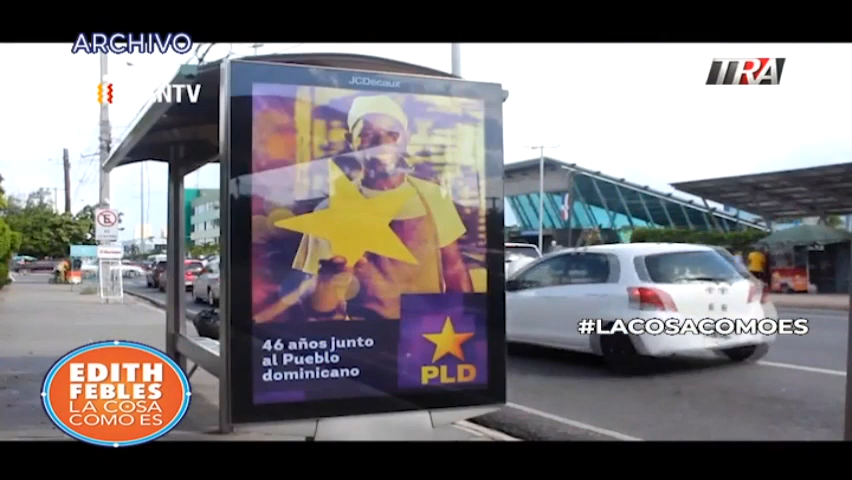 ARCHIVO
NTV
TRA
JCDecaux
46 años junto
al Pueblo
dominicano
PLD
#LACOSACOMOES
EDITH
FEBLES
LA COSA
COMO ES